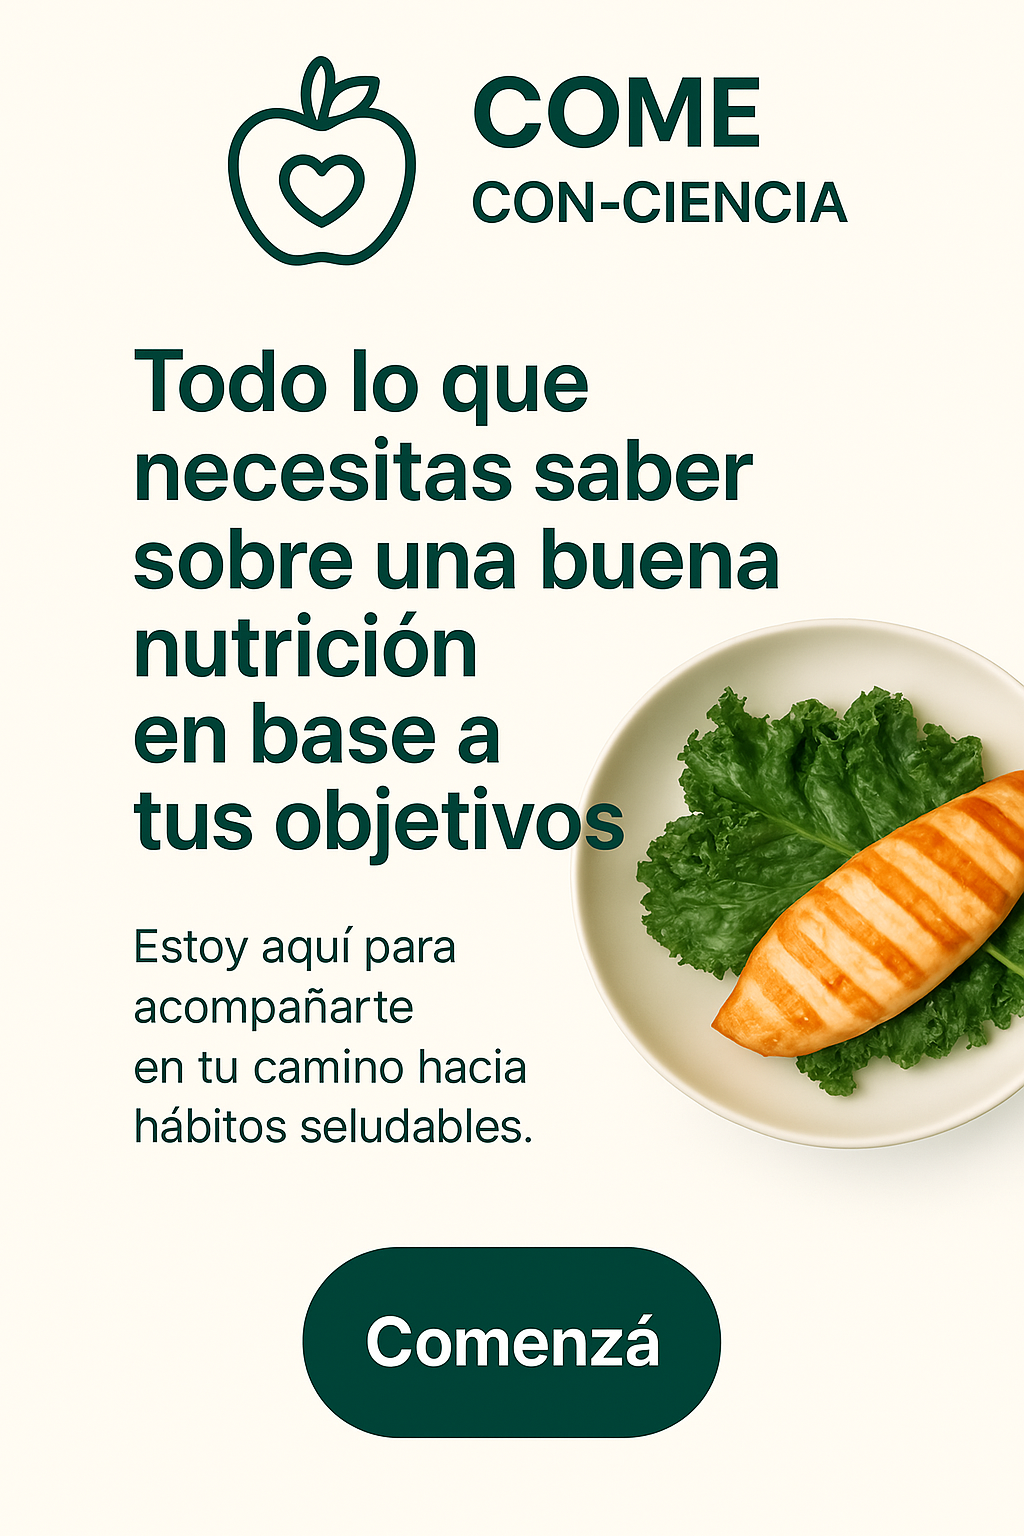 COME
CON-CIENCIA
Todo lo que
necesitas saber
sobre una buena
nutrición
en base a
tus objetivos
Estoy aquí para
acompañarte
en tu camino hacia
hábitos seludables.
Comenzá